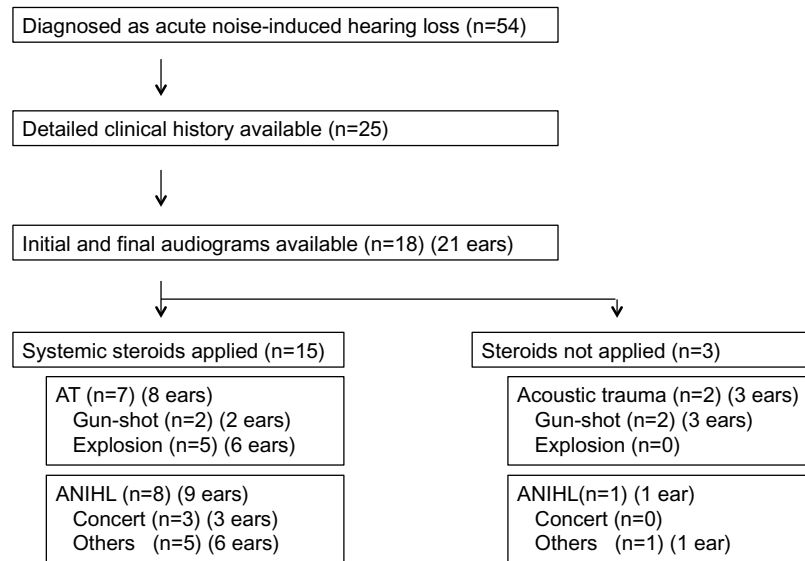 Diagnosed as acute noise-induced hearing loss (n=54)
Detailed clinical history available (n=25)
Initial and final audiograms available (n=18) (21 ears)
Systemic steroids applied (n=15)
AT (n=7) (8 ears)
Gun-shot (n=2) (2 ears)
Explosion (n=5) (6 ears)
ANIHL (n=8) (9 ears)
Concert (n=3) (3 ears)
Others (n=5) (6 ears)
Steroids not applied (n=3)
Acoustic trauma (n=2) (3 ears)
Gun-shot (n=2) (3 ears)
Explosion (n=0)
ANIHL(n=1) (1 ear)
Concert (n=0)
Others (n=1) (1 ear)